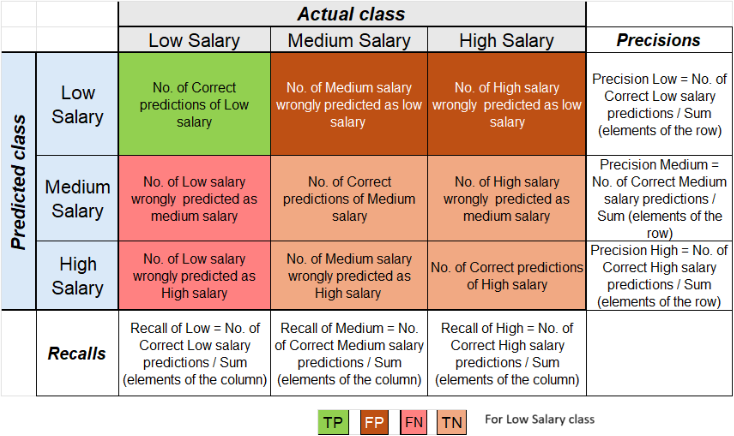 Actual class
Low Salary Medium Salary High Salary Precisions
Predicted class
Low
Salary
No. of Correct
predictions of Low
salary
No. of Medium salary
wrongly predicted as low
salary
No. of High salary
wrongly predicted as low
salary
Precision Low = No. of
Correct Low salary
predictions / Sum
(elements of the row)
Medium
Salary
No. of Low salary
wrongly predicted as
medium salary
No. of Correct
predictions of Medium
salary
No. of High salary
wrongly predicted as
medium salary
Precision Medium =
No. of Correct Medium
salary predictions /
Sum (elements of the
row)
High
Salary
No. of Low salary
wrongly predicted as
High salary
No. of Medium salary
wrongly predicted as
High salary
No. of Correct predictions
of High salary
Precision High = No. of
Correct High salary
predictions / Sum
(elements of the row)
Recalls
Recall of Low = No. of
Correct Low salary
predictions / Sum
(elements of the column)
Recall of Medium = No.
of Correct Medium salary
predictions / Sum
(elements of the column)
Recall of High = No. of
Correct High salary
predictions / Sum
(elements of the column)
TP FP FN TN For Low Salary class